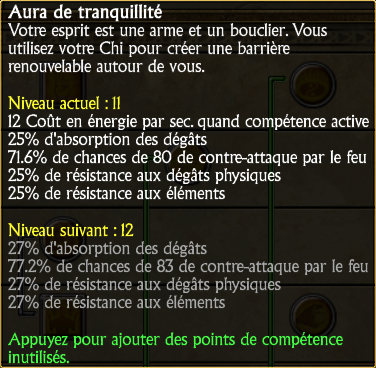 Aura de tranquillité
Votre esprit est une arme et un bouclier. Vous
utilisez votre Chi pour créer une barrière
renouvelable autour de vous.
Niveau actuel : 11
12 Coût en énergie par sec. quand compétence active
25% d'absorption des dégâts
71.6% de chances de 80 de contre-attaque par le feu
25% de résistance aux dégâts physiques
25% de résistance aux éléments
Niveau suivant : 12
27% d'absorption des dégâts
77.2% de chances de 83 de contre-attaque par le feu
27% de résistance aux dégâts physiques
27% de résistance aux éléments
Appuyez pour ajouter des points de compétence
inutilisés.